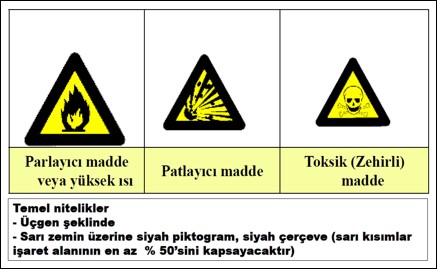 Parlayıcı madde
veya yüksek ısı
Patlayıcı madde
Toksik (Zehirli)
madde
Temel nitelikler
- Üçgen şeklinde
- Sarı zemin üzerine siyah piktogram, siyah çerçeve (sarı kısımlar
işaret alanının en az % 50'sini kapsayacaktır)